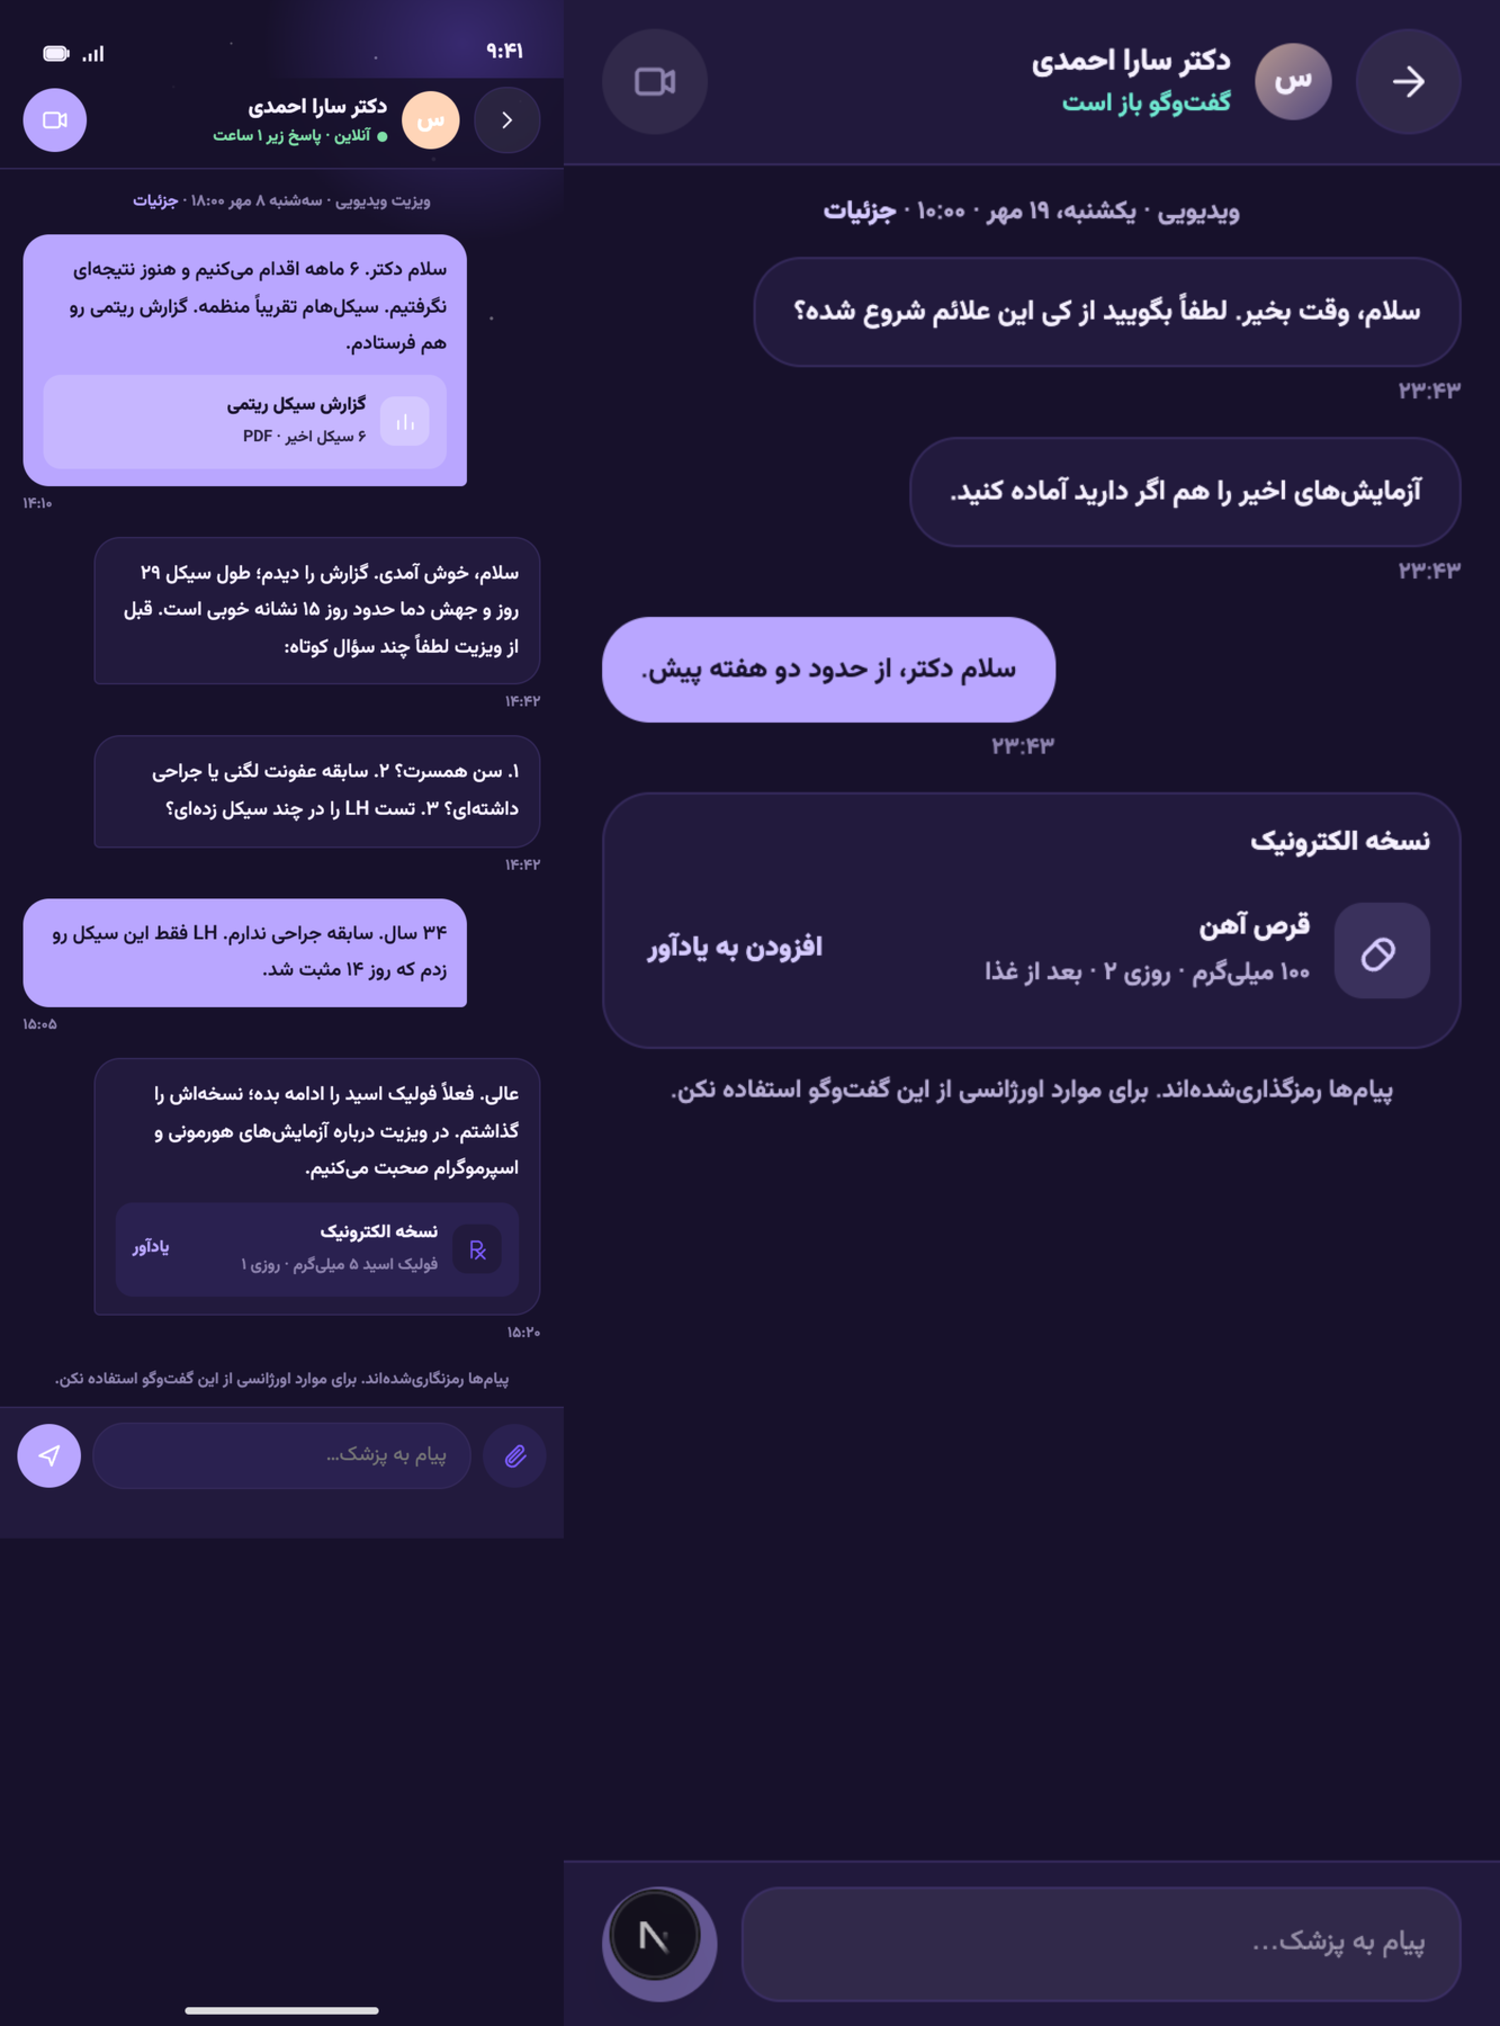 ۹:۴۱
دکتر سارا احمدی
س
آنلاین · پاسخ زیر ۱ ساعت
ویزیت ویدیویی · سه‌شنبه ۸ مهر ۱۸:۰۰ · جزئیات
سلام دکتر. ۶ ماهه اقدام می‌کنیم و هنوز نتیجه‌ای
نگرفتیم. سیکل‌هام تقریباً منظمه. گزارش ریتمی رو
هم فرستادم.
گزارش سیکل ریتمی
۶ سیکل اخیر · PDF
۱۴:۱۰
سلام، خوش آمدی. گزارش را دیدم؛ طول سیکل ۲۹
روز و جهش دما حدود روز ۱۵ نشانه خوبی است. قبل
از ویزیت لطفاً چند سؤال کوتاه:
۱۴:۴۲
۱. سن همسرت؟ ۲. سابقه عفونت لگنی یا جراحی
داشته‌ای؟ ۳. تست LH را در چند سیکل زده‌ای؟
۱۴:۴۲
۳۴ سال. سابقه جراحی ندارم. LH فقط این سیکل رو
زدم که روز ۱۴ مثبت شد.
۱۵:۰۵
عالی. فعلاً فولیک اسید را ادامه بده؛ نسخه‌اش را
گذاشتم. در ویزیت درباره آزمایش‌های هورمونی و
اسپرموگرام صحبت می‌کنیم.
نسخه الکترونیک
فولیک اسید ۵ میلی‌گرم · روزی ۱
یادآور
۱۵:۲۰
پیام‌ها رمزنگاری‌شده‌اند. برای موارد اورژانسی از این گفت‌وگو استفاده نکن.
پیام به پزشک...
دکتر سارا احمدی
س
گفت‌وگو باز است
ویدیویی · یکشنبه، ۱۹ مهر · ۱۰:۰۰ · جزئیات
سلام، وقت بخیر. لطفاً بگویید از کی این علائم شروع شده؟
۲۳:۴۳
آزمایش‌های اخیر را هم اگر دارید آماده کنید.
۲۳:۴۳
سلام دکتر، از حدود دو هفته پیش.
۲۳:۴۳
نسخه الکترونیک
قرص آهن
۱۰۰ میلی‌گرم · روزی ۲ · بعد از غذا
افزودن به یادآور
پیام‌ها رمزگذاری‌شده‌اند. برای موارد اورژانسی از این گفت‌وگو استفاده نکن.
پیام به پزشک...